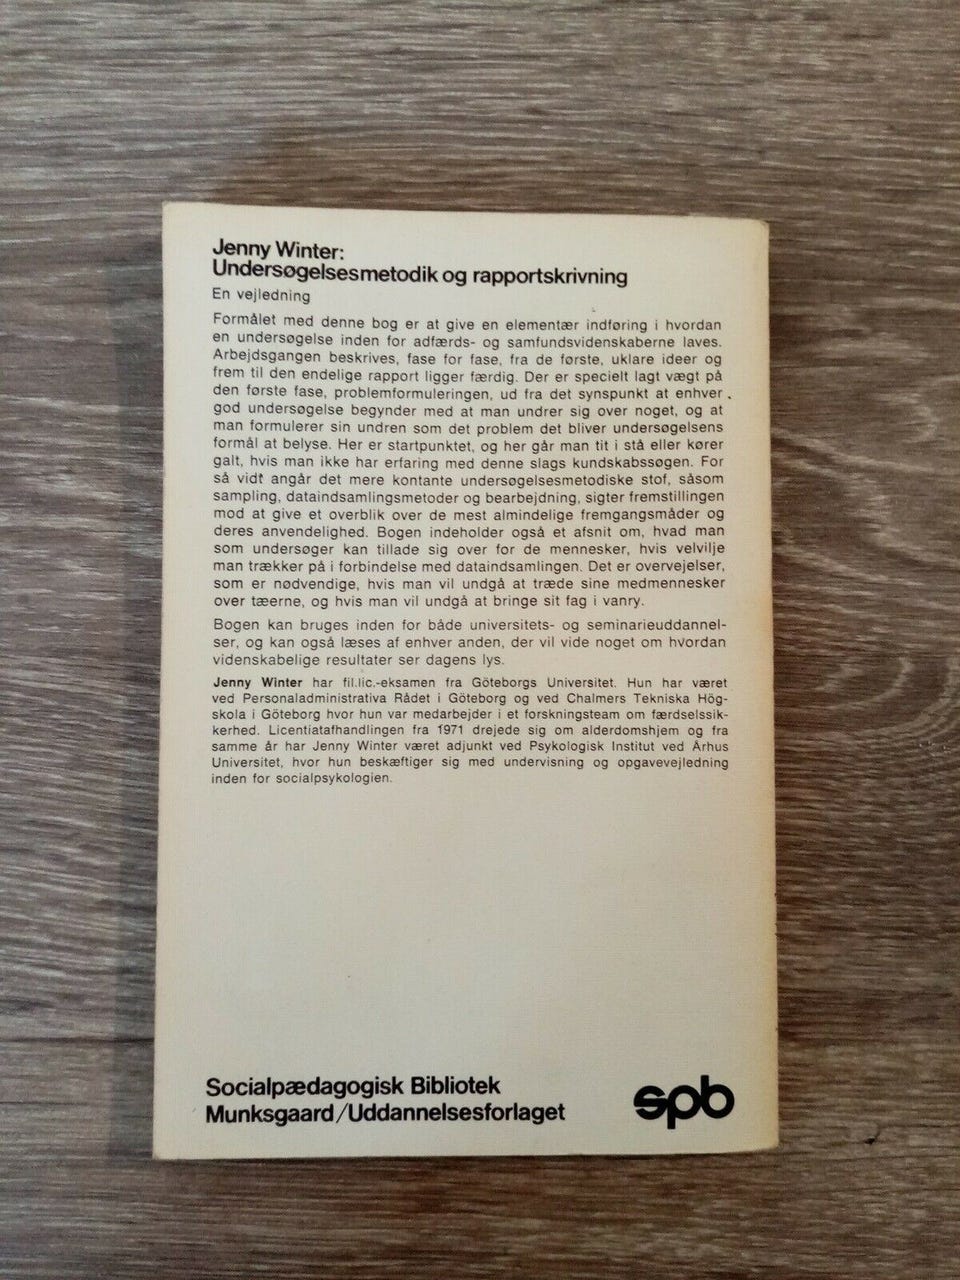 Jenny Winter:
Undersøgelsesmetodik og rapportskrivning
En vejledning
Formålet med denne bog er at give en elementær indføring i hvordan
en undersøgelse inden for adfærds- og samfundsvidenskaberne laves.
Arbejdsgangen beskrives, fase for fase, fra de første, uklare ideer og
frem til den endelige rapport ligger færdig. Der er specielt lagt vægt på
den første fase, problemformuleringen, ud fra det synspunkt at enhver
god undersøgelse begynder med at man undrer sig over noget, og at
man formulerer sin undren som det problem det bliver undersøgelsens
formål at belyse. Her er startpunktet, og her går man tit i stå eller kører
galt, hvis man ikke har erfaring med denne slags kundskabssøgen. For
så vidt angår det mere kontante undersøgelsesmetodiske stof, såsom
sampling, dataindsamlingsmetoder og bearbejdning, sigter fremstillingen
mod at give et overblik over de mest almindelige fremgangsmåder og
deres anvendelighed. Bogen indeholder også et afsnit om, hvad man
som undersøger kan tillade sig over for de mennesker, hvis velvilje
man trækker på i forbindelse med dataindsamlingen. Det er overvejelser,
som er nødvendige, hvis man vil undgå at træde sine medmennesker
over tæerne, og hvis man vil undgå at bringe sit fag i vanry.
Bogen kan bruges inden for både universitets- og seminarieuddannel-
ser, og kan også læses af enhver anden, der vil vide noget om hvordan
videnskabelige resultater ser dagens lys.
Jenny Winter har fil.lic.-eksamen fra Göteborgs Universitet. Hun har været
ved Personaladministrativa Rådet i Göteborg og ved Chalmers Tekniska Hög-
skola i Göteborg hvor hun var medarbejder i et forskningsteam om færdselssik-
kerhed. Licentiatafhandlingen fra 1971 drejede sig om alderdomshjem og fra
samme år har Jenny Winter været adjunkt ved Psykologisk Institut ved Århus
Universitet, hvor hun beskæftiger sig med undervisning og opgavevejledning
inden for socialpsykologien.
Socialpædagogisk Bibliotek
Munksgaard/Uddannelsesforlaget
spb